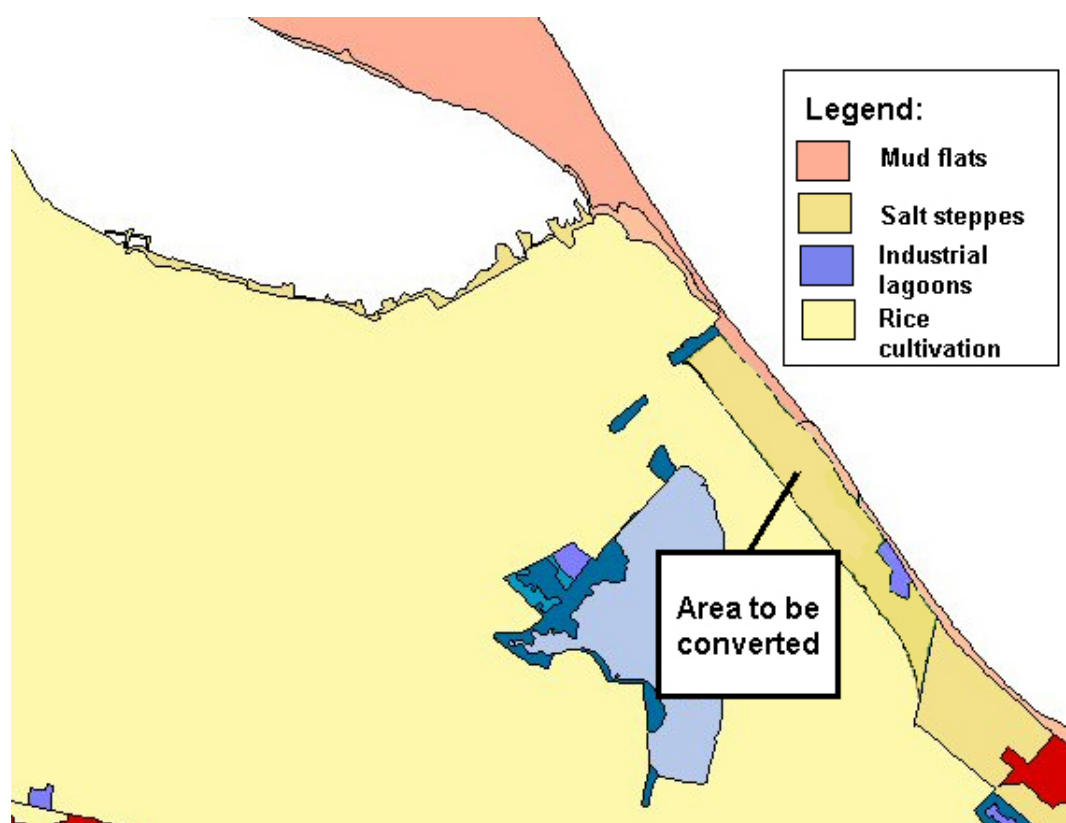 Legend:
Mud flats
Salt steppes
Industrial
lagoons
Rice
cultivation
Area to be
converted